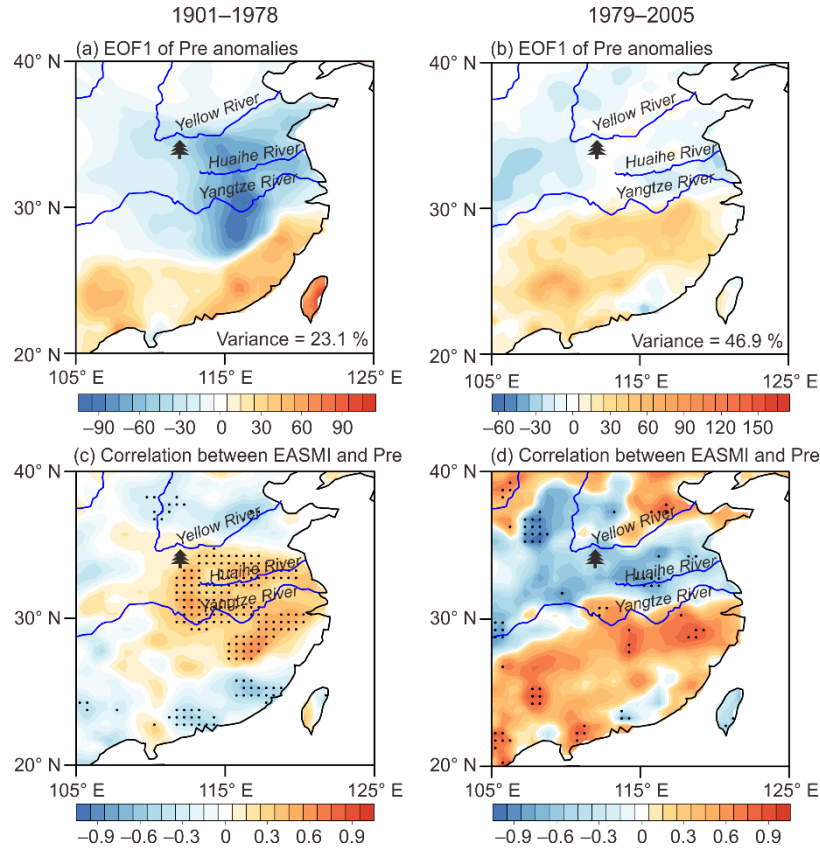 1901–1978
1979–2005
(a) EOF1 of Pre anomalies
(b) EOF1 of Pre anomalies
40° N
Yellow River
Huaihe River
Yangtze River
30° N
Variance = 23.1 %
20° N
105° E
115° E
125° E
–90
–60
–30
0
30
60
90
40° N
Yellow River
Huaihe River
Yangtze River
30° N
Variance = 46.9 %
20° N
105° E
115° E
125° E
–60
–30
0
30
60
90
120
150
(c) Correlation between EASMI and Pre
(d) Correlation between EASMI and Pre
40° N
Yellow River
Huaihe River
Yangtze River
30° N
20° N
105° E
115° E
125° E
–0.9
–0.6
–0.3
0
0.3
0.6
0.9
40° N
Yellow River
Huaihe River
Yangtze River
30° N
20° N
105° E
115° E
125° E
–0.9
–0.6
–0.3
0
0.3
0.6
0.9